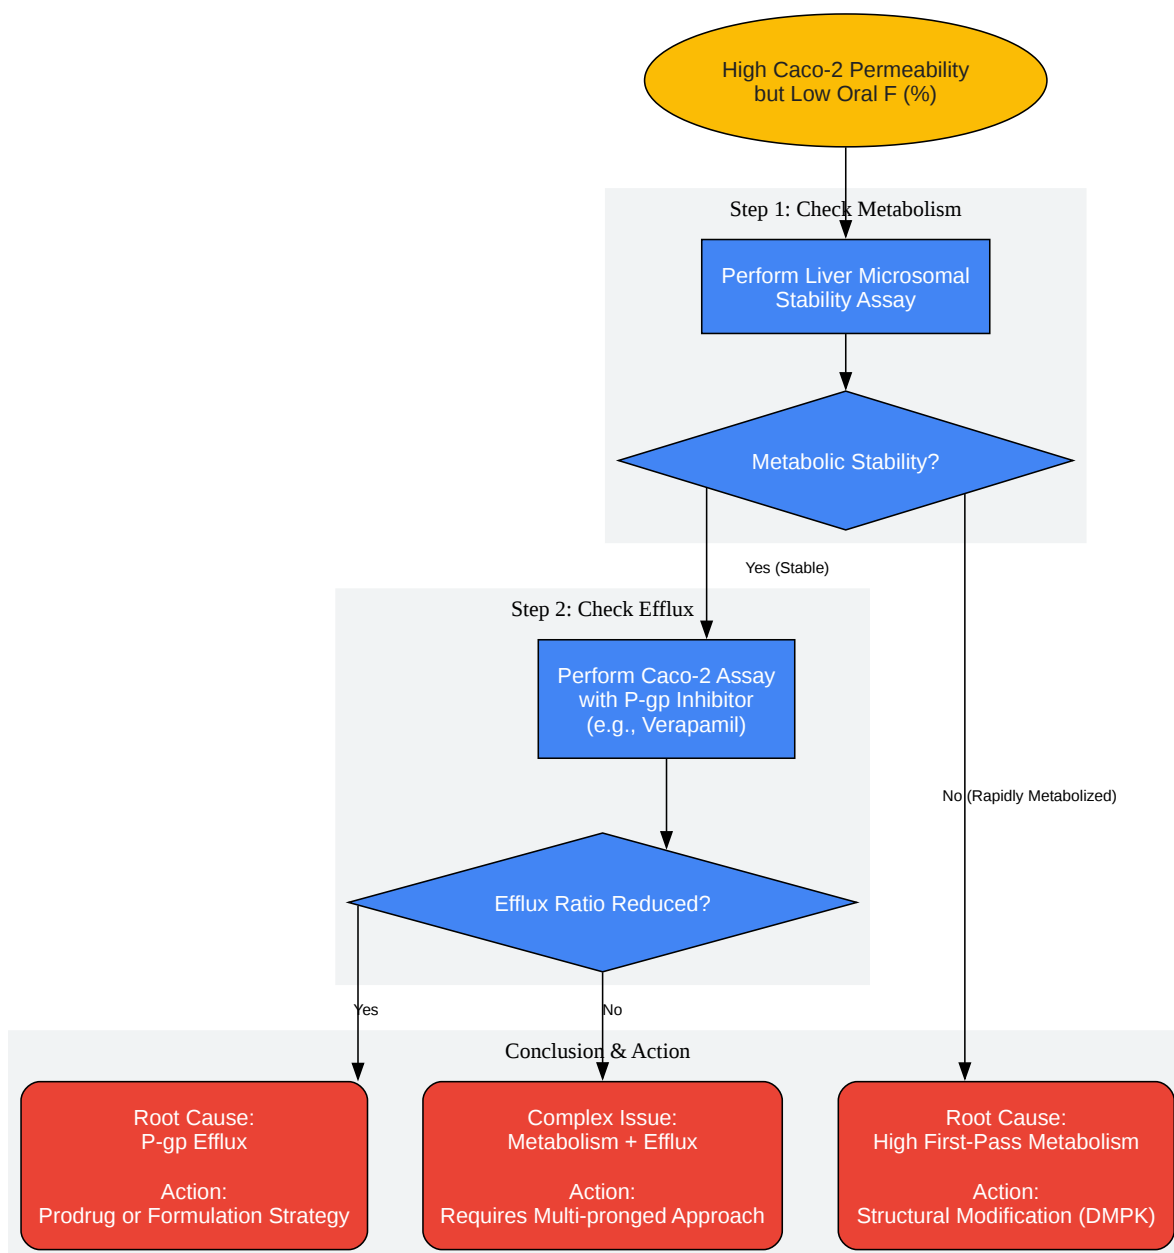 High Caco-2 Permeability
but Low Oral F (%)
Step 1: Check Metabolism
Perform Liver Microsomal
Stability Assay
Metabolic Stability?
Yes (Stable)
Step 2: Check Efflux
Perform Caco-2 Assay
with P-gp Inhibitor
(e.g., Verapamil)
No (Rapidly Metabolized)
Efflux Ratio Reduced?
Yes
No
Conclusion & Action
Root Cause:
P-gp Efflux
Action:
Prodrug or Formulation Strategy
Complex Issue:
Metabolism + Efflux
Action:
Requires Multi-pronged Approach
Root Cause:
High First-Pass Metabolism
Action:
Structural Modification (DMPK)